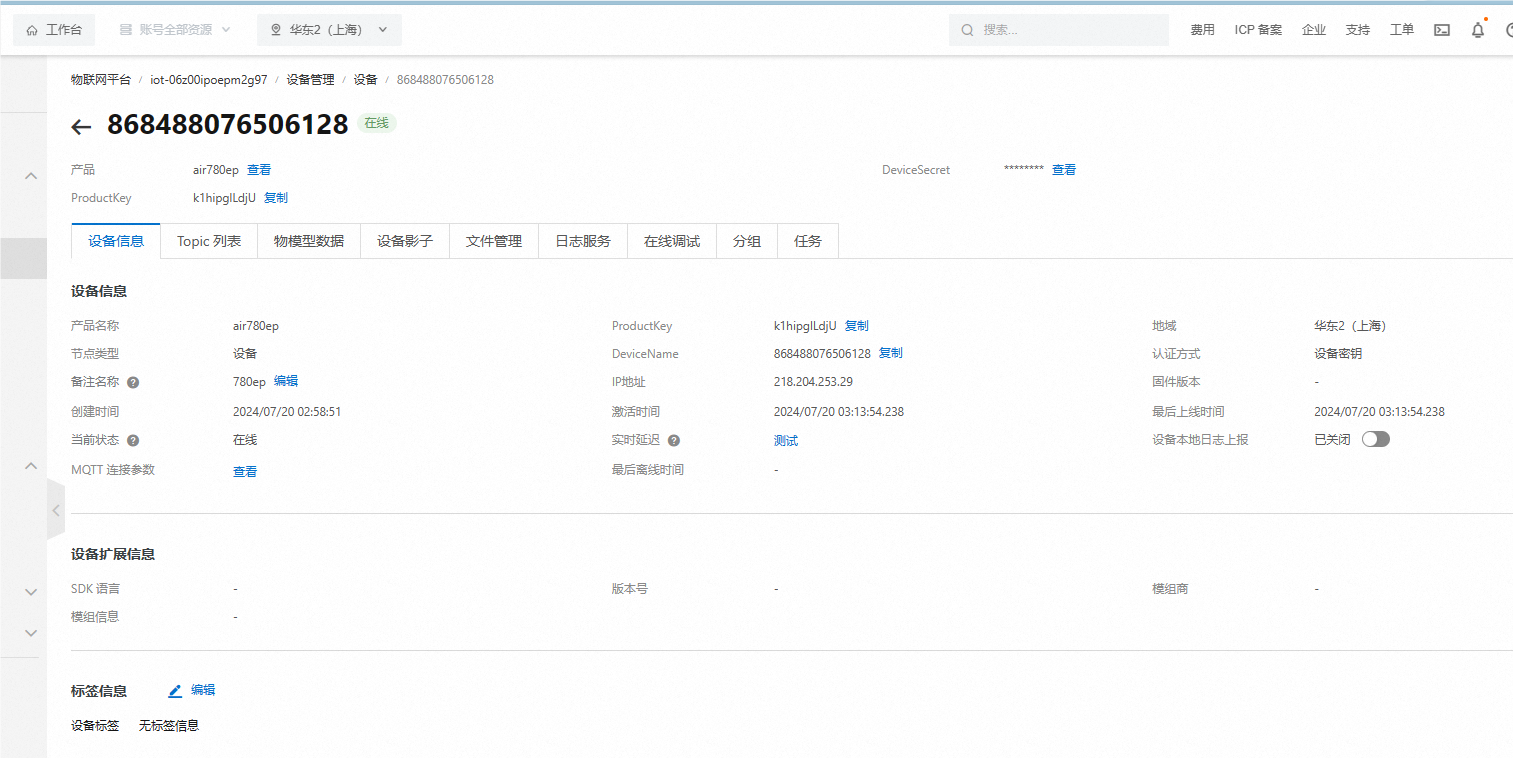 工作台 账号全部资源 华东2（上海） 搜索... 费用 ICP 备案 企业 支持 工单
物联网平台 / iot-06z00ipoepm2g97 / 设备管理 / 设备 / 868488076506128
868488076506128 在线
产品 air780ep 查看 DeviceSecret ******** 查看
ProductKey k1hipglLdjU 复制
设备信息 Topic 列表 物模型数据 设备影子 文件管理 日志服务 在线调试 分组 任务
设备信息
产品名称 air780ep ProductKey k1hipglLdjU 复制 地域 华东2（上海）
节点类型 设备 DeviceName 868488076506128 复制 认证方式 设备密钥
备注名称 780ep 编辑 IP地址 218.204.253.29 固件版本 -
创建时间 2024/07/20 02:58:51 激活时间 2024/07/20 03:13:54.238 最后上线时间 2024/07/20 03:13:54.238
当前状态 在线 实时延迟 测试 设备本地日志上报 已关闭
MQTT 连接参数 查看 最后离线时间 -
设备扩展信息
SDK 语言 - 版本号 - 模组商 -
模组信息 -
标签信息 编辑
设备标签 无标签信息